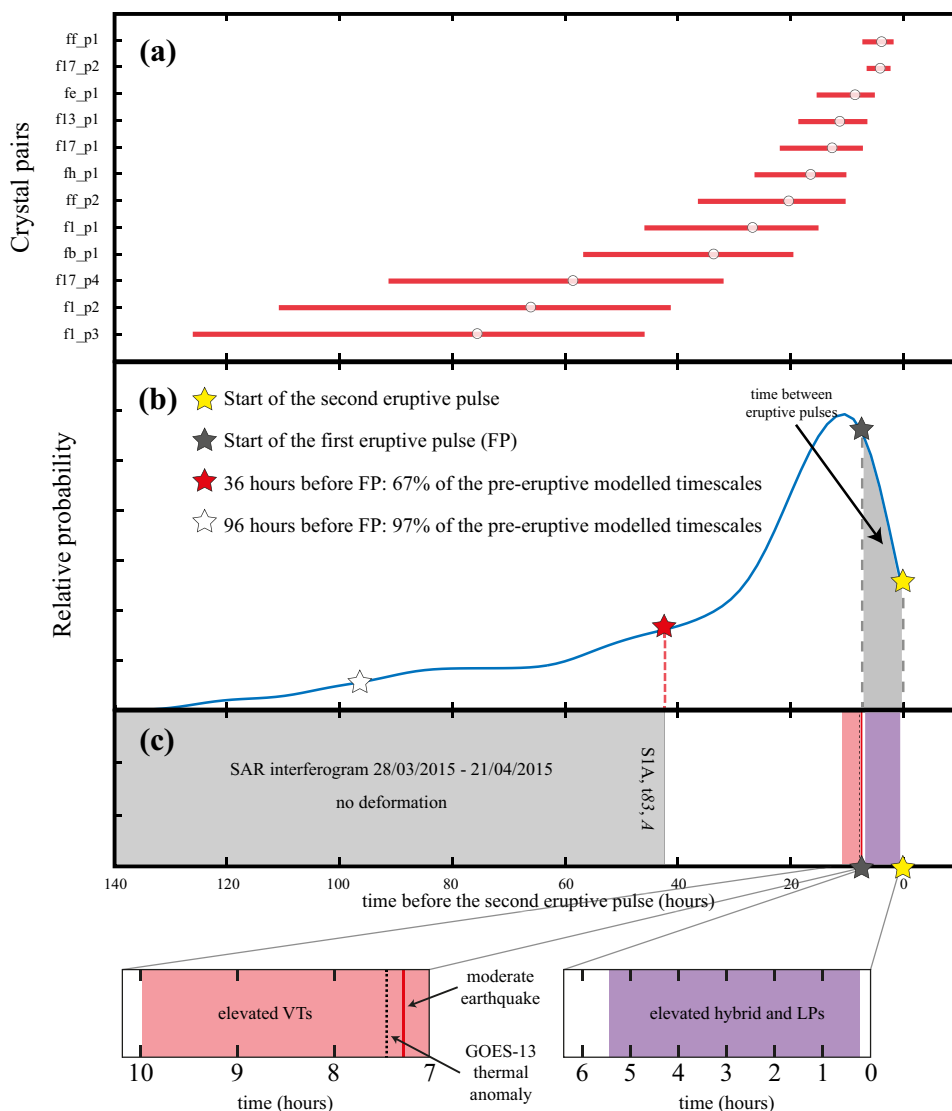 (a)
Crystal pairs
ff_p1
f17_p2
fe_p1
f13_p1
f17_p1
fh_p1
ff_p2
f1_p1
fb_p1
f17_p4
f1_p2
f1_p3
(b)
Relative probability
Start of the second eruptive pulse
Start of the first eruptive pulse (FP)
36 hours before FP: 67% of the pre-eruptive modelled timescales
96 hours before FP: 97% of the pre-eruptive modelled timescales
time between
eruptive pulses
(c)
SAR interferogram 28/03/2015 - 21/04/2015
no deformation
S1A, t83, A
140 120 100 80 60 40 20 0
time before the second eruptive pulse (hours)
elevated VTs
moderate
earthquake
GOES-13
thermal
anomaly
10 9 8 7
time (hours)
elevated hybrid and LPs
6 5 4 3 2 1 0
time (hours)